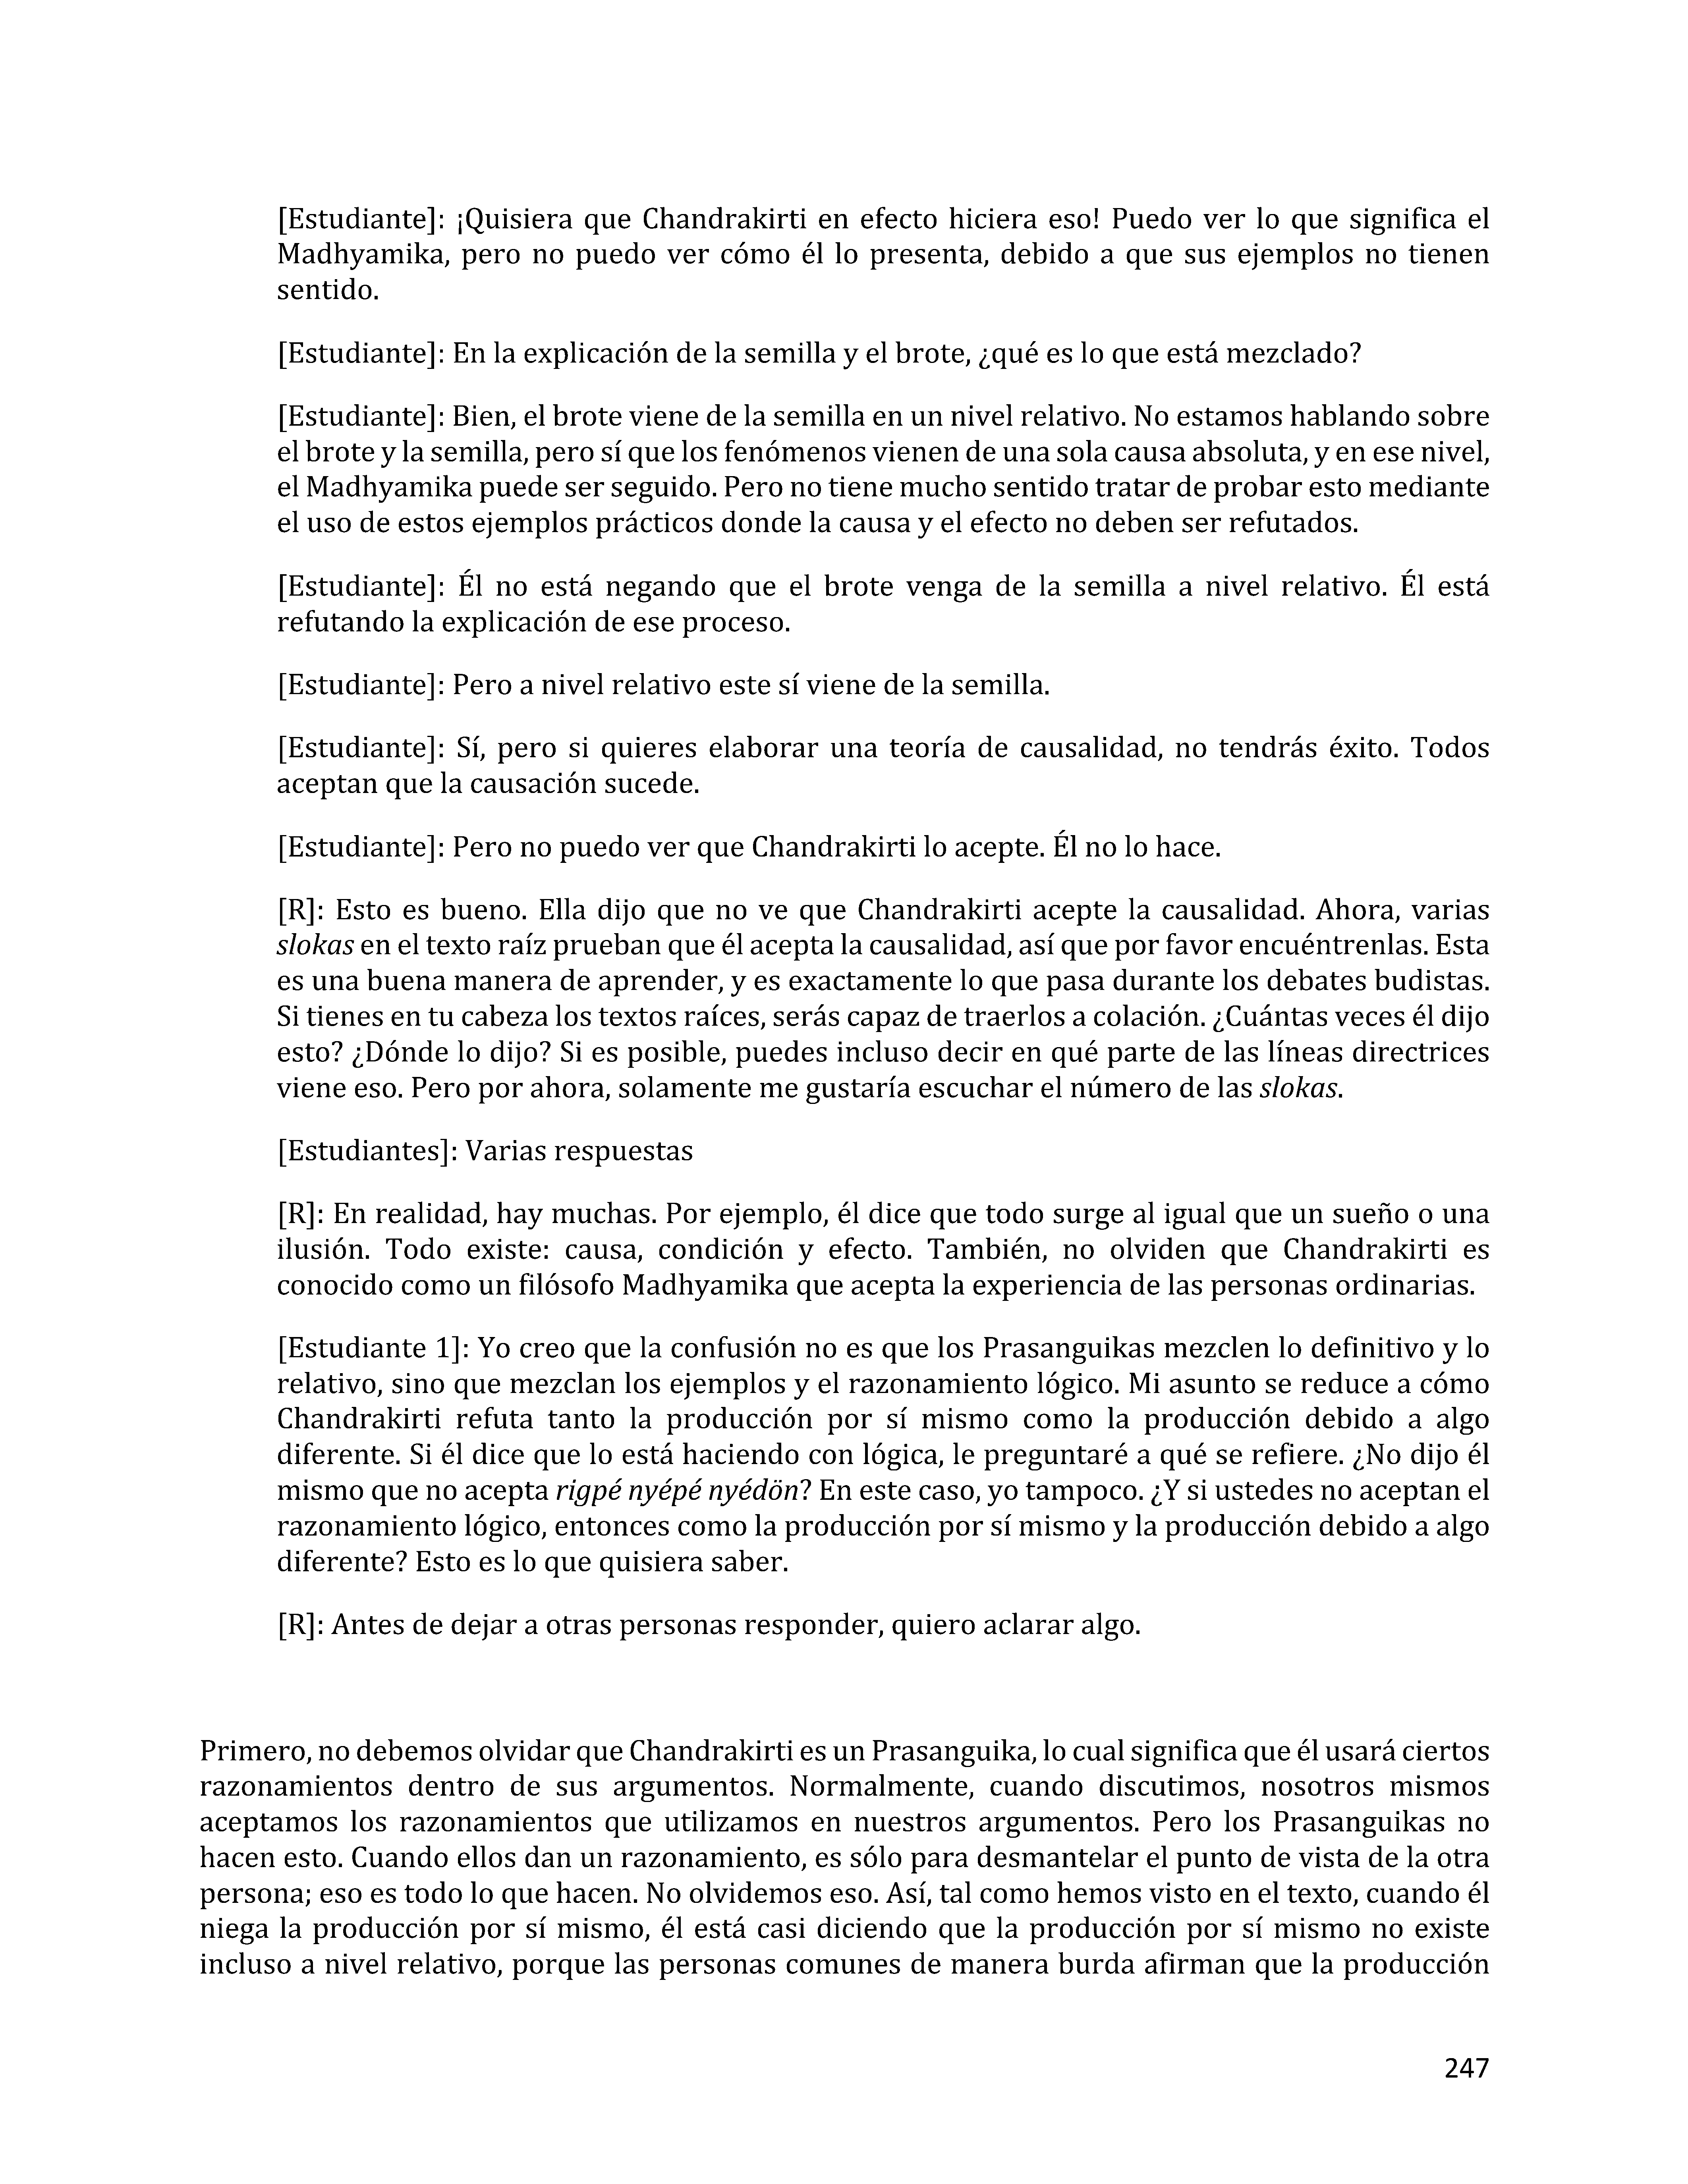 [Estudiante]: ¡Quisiera que Chandrakirti en efecto hiciera eso! Puedo ver lo que significa el
Madhyamika, pero no puedo ver cómo él lo presenta, debido a que sus ejemplos no tienen
sentido.
[Estudiante]: En la explicación de la semilla y el brote, ¿qué es lo que está mezclado?
[Estudiante]: Bien, el brote viene de la semilla en un nivel relativo. No estamos hablando sobre
el brote y la semilla, pero sí que los fenómenos vienen de una sola causa absoluta, y en ese nivel,
el Madhyamika puede ser seguido. Pero no tiene mucho sentido tratar de probar esto mediante
el uso de estos ejemplos prácticos donde la causa y el efecto no deben ser refutados.
[Estudiante]: Él no está negando que el brote venga de la semilla a nivel relativo. Él está
refutando la explicación de ese proceso.
[Estudiante]: Pero a nivel relativo este sí viene de la semilla.
[Estudiante]: Sí, pero si quieres elaborar una teoría de causalidad, no tendrás éxito. Todos
aceptan que la causación sucede.
[Estudiante]: Pero no puedo ver que Chandrakirti lo acepte. Él no lo hace.
[R]: Esto es bueno. Ella dijo que no ve que Chandrakirti acepte la causalidad. Ahora, varias
slokas en el texto raíz prueban que él acepta la causalidad, así que por favor encuéntrenlas. Esta
es una buena manera de aprender, y es exactamente lo que pasa durante los debates budistas.
Si tienes en tu cabeza los textos raíces, serás capaz de traerlos a colación. ¿Cuántas veces él dijo
esto? ¿Dónde lo dijo? Si es posible, puedes incluso decir en qué parte de las líneas directrices
viene eso. Pero por ahora, solamente me gustaría escuchar el número de las slokas.
[Estudiantes]: Varias respuestas
[R]: En realidad, hay muchas. Por ejemplo, él dice que todo surge al igual que un sueño o una
ilusión. Todo existe: causa, condición y efecto. También, no olviden que Chandrakirti es
conocido como un filósofo Madhyamika que acepta la experiencia de las personas ordinarias.
[Estudiante 1]: Yo creo que la confusión no es que los Prasanguikas mezclen lo definitivo y lo
relativo, sino que mezclan los ejemplos y el razonamiento lógico. Mi asunto se reduce a cómo
Chandrakirti refuta tanto la producción por sí mismo como la producción debido a algo
diferente. Si él dice que lo está haciendo con lógica, le preguntaré a qué se refiere. ¿No dijo él
mismo que no acepta rigpé nyépé nyédön? En este caso, yo tampoco. ¿Y si ustedes no aceptan el
razonamiento lógico, entonces como la producción por sí mismo y la producción debido a algo
diferente? Esto es lo que quisiera saber.
[R]: Antes de dejar a otras personas responder, quiero aclarar algo.
Primero, no debemos olvidar que Chandrakirti es un Prasanguika, lo cual significa que él usará ciertos
razonamientos dentro de sus argumentos. Normalmente, cuando discutimos, nosotros mismos
aceptamos los razonamientos que utilizamos en nuestros argumentos. Pero los Prasanguikas no
hacen esto. Cuando ellos dan un razonamiento, es sólo para desmantelar el punto de vista de la otra
persona; eso es todo lo que hacen. No olvidemos eso. Así, tal como hemos visto en el texto, cuando él
niega la producción por sí mismo, él está casi diciendo que la producción por sí mismo no existe
incluso a nivel relativo, porque las personas comunes de manera burda afirman que la producción
247